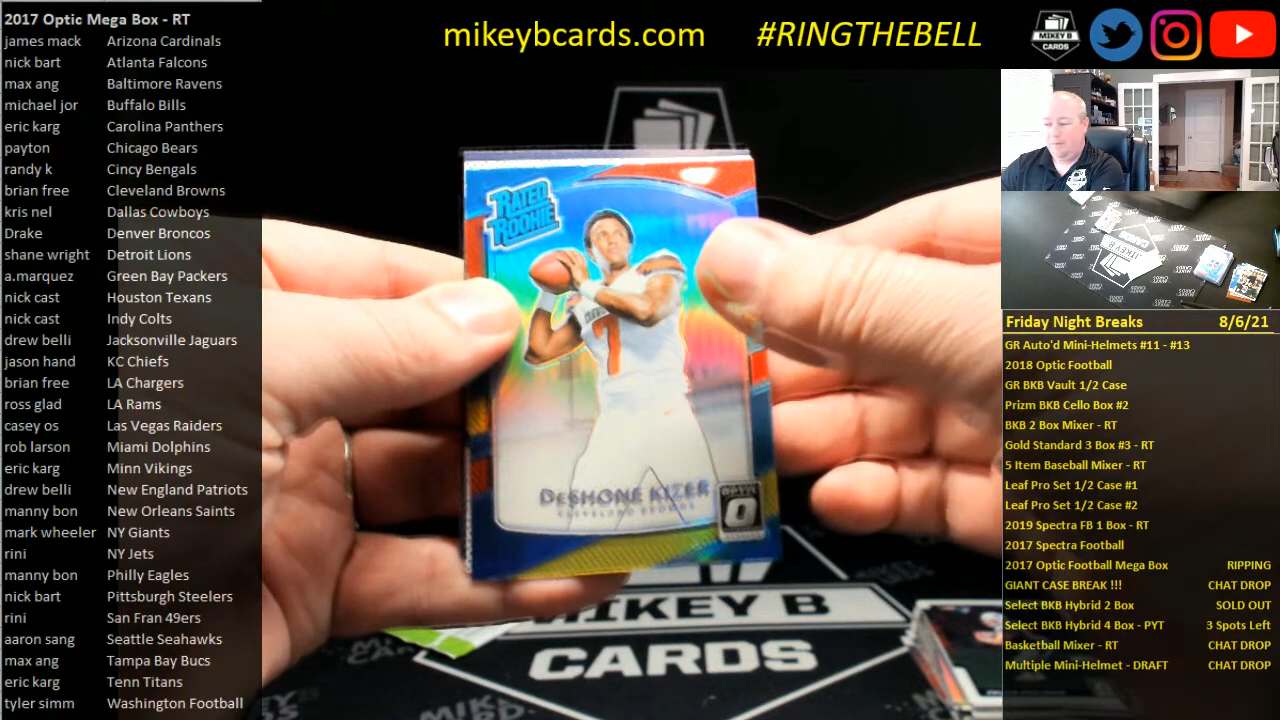 2017 Optic Mega Box - RT
james mack Arizona Cardinals
nick bart Atlanta Falcons
max ang Baltimore Ravens
michael jor Buffalo Bills
eric karg Carolina Panthers
payton Chicago Bears
randy k Cincy Bengals
brian free Cleveland Browns
kris nel Dallas Cowboys
Drake Denver Broncos
shane wright Detroit Lions
a.marquez Green Bay Packers
nick cast Houston Texans
nick cast Indy Colts
drew belli Jacksonville Jaguars
jason hand KC Chiefs
brian free LA Chargers
ross glad LA Rams
casey os Las Vegas Raiders
rob larson Miami Dolphins
eric karg Minn Vikings
drew belli New England Patriots
manny bon New Orleans Saints
mark wheeler NY Giants
rini NY Jets
manny bon Philly Eagles
nick bart Pittsburgh Steelers
rini San Fran 49ers
aaron sang Seattle Seahawks
max ang Tampa Bay Bucs
eric karg Tenn Titans
tyler simm Washington Football
mikeybcards.com #RINGTHEBELL
MIKEY B
CARDS
RATED
ROOKIE
7
DESHONE KIZER
CLEVELAND BROWNS
OPTIC
MIKEY B
CARDS
MIKEY B
CARDS
Friday Night Breaks 8/6/21
GR Auto'd Mini-Helmets #11 - #13
2018 Optic Football
GR BKB Vault 1/2 Case
Prizm BKB Cello Box #2
BKB 2 Box Mixer - RT
Gold Standard 3 Box #3 - RT
5 Item Baseball Mixer - RT
Leaf Pro Set 1/2 Case #1
Leaf Pro Set 1/2 Case #2
2019 Spectra FB 1 Box - RT
2017 Spectra Football
2017 Optic Football Mega Box RIPPING
GIANT CASE BREAK !!! CHAT DROP
Select BKB Hybrid 2 Box SOLD OUT
Select BKB Hybrid 4 Box - PYT 3 Spots Left
Basketball Mixer - RT CHAT DROP
Multiple Mini-Helmet - DRAFT CHAT DROP